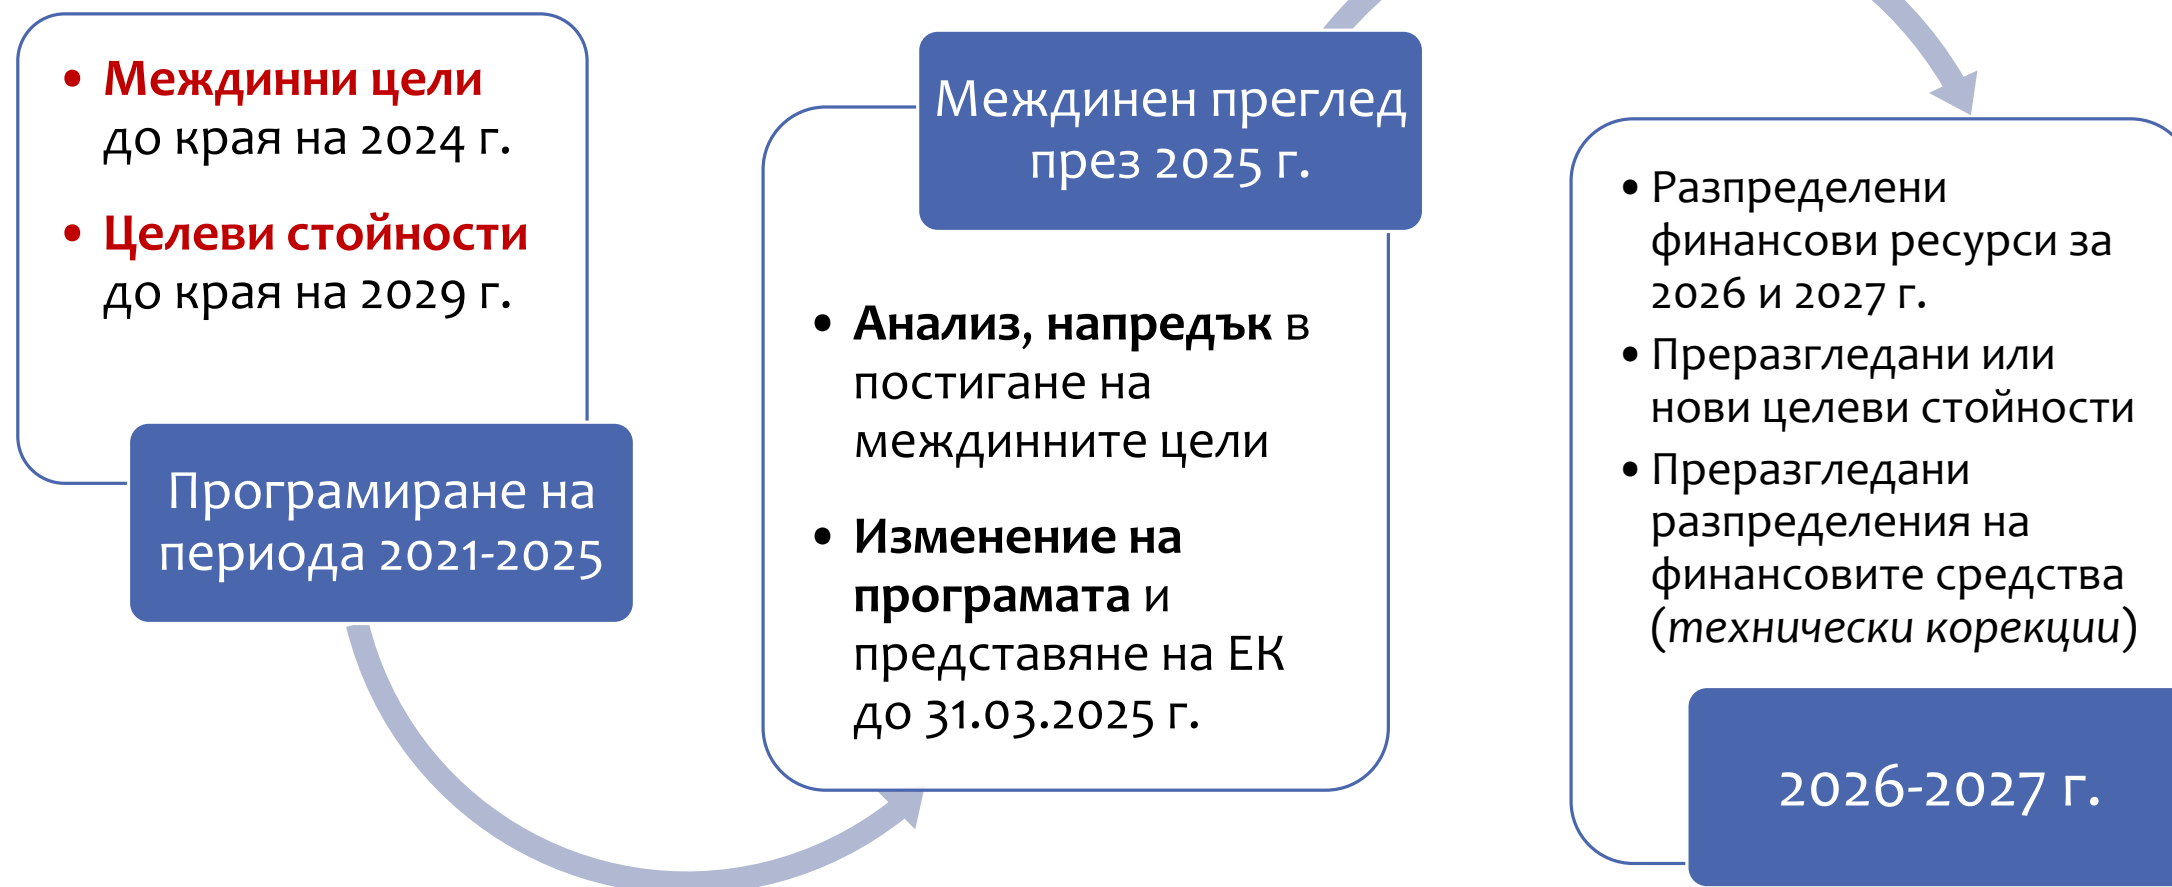 • Междинни цели
до края на 2024 г.
• Целеви стойности
до края на 2029 г.
Програмиране на
периода 2021-2025
Междинен преглед
през 2025 г.
• Анализ, напредък в
постигане на
междинните цели
• Изменение на
програмата и
представяне на ЕК
до 31.03.2025 г.
• Разпределени
финансови ресурси за
2026 и 2027 г.
• Преразгледани или
нови целеви стойности
• Преразгледани
разпределения на
финансовите средства
(технически корекции)
2026-2027 г.